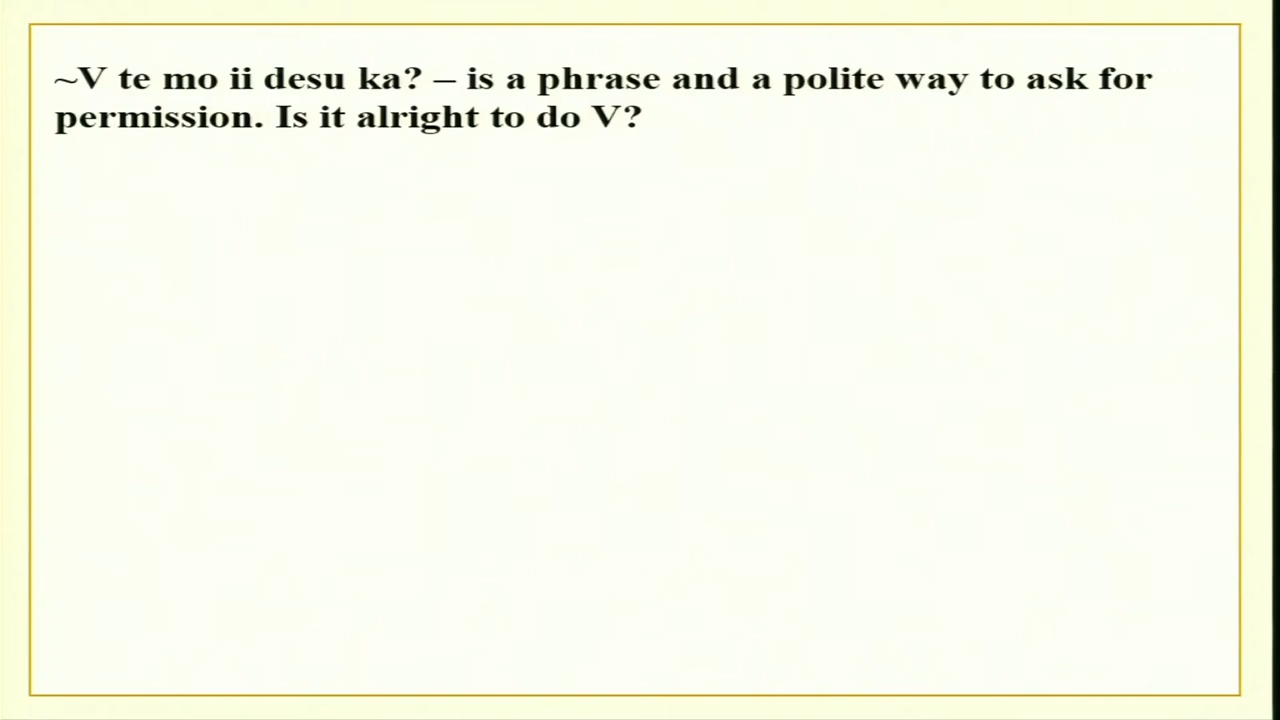 ~V te mo ii desu ka? – is a phrase and a polite way to ask for
permission. Is it alright to do V?